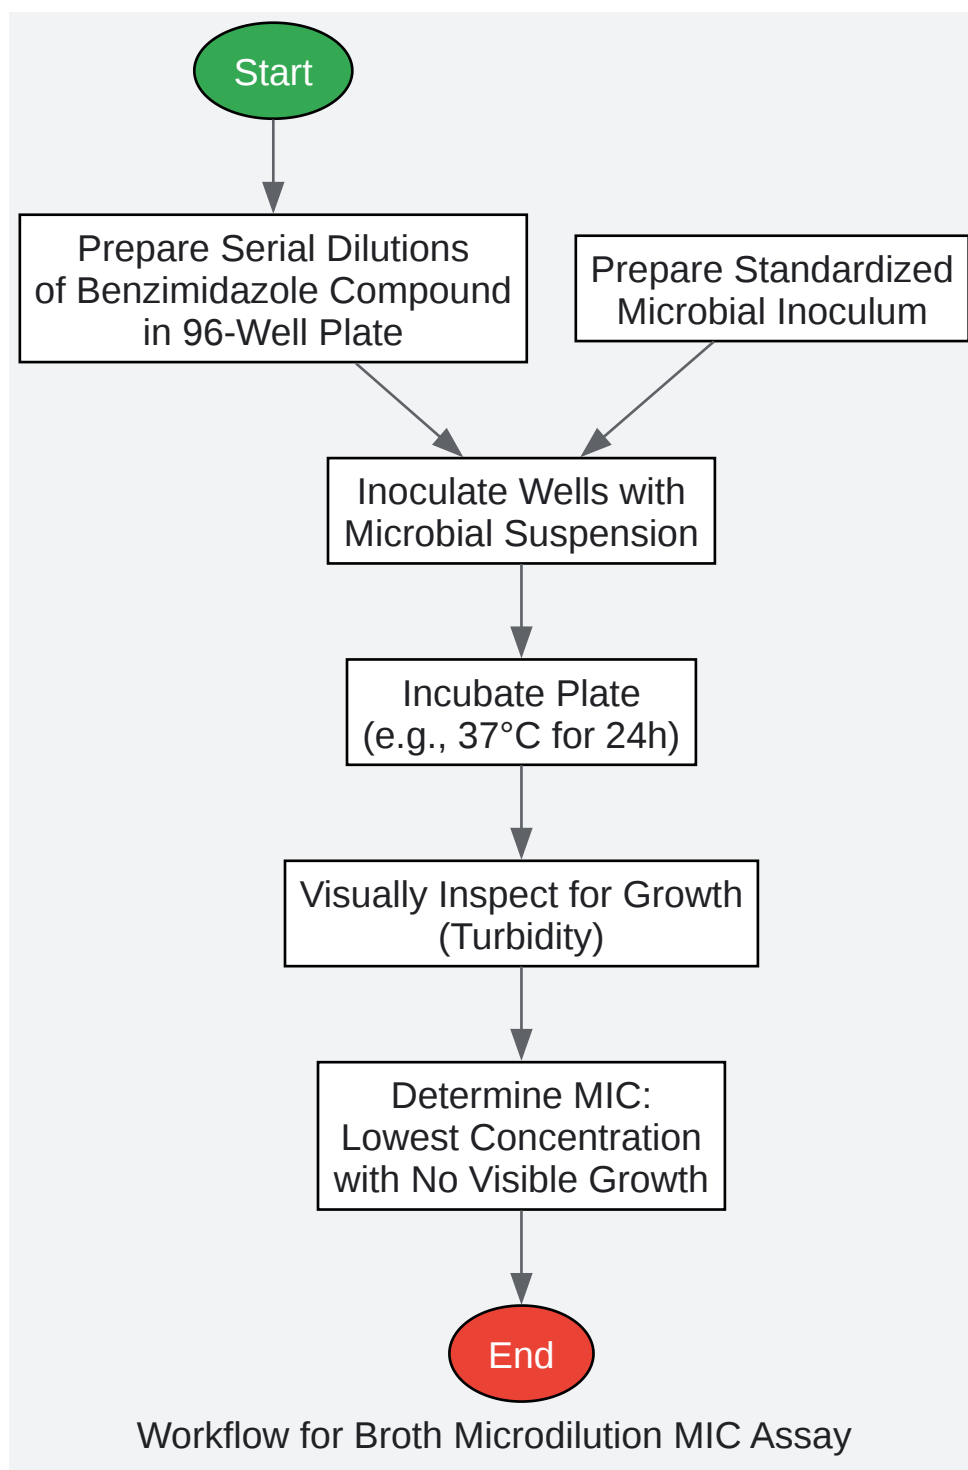 Start
Prepare Serial Dilutions
of Benzimidazole Compound
in 96-Well Plate
Prepare Standardized
Microbial Inoculum
Inoculate Wells with
Microbial Suspension
Incubate Plate
(e.g., 37°C for 24h)
Visually Inspect for Growth
(Turbidity)
Determine MIC:
Lowest Concentration
with No Visible Growth
End
Workflow for Broth Microdilution MIC Assay